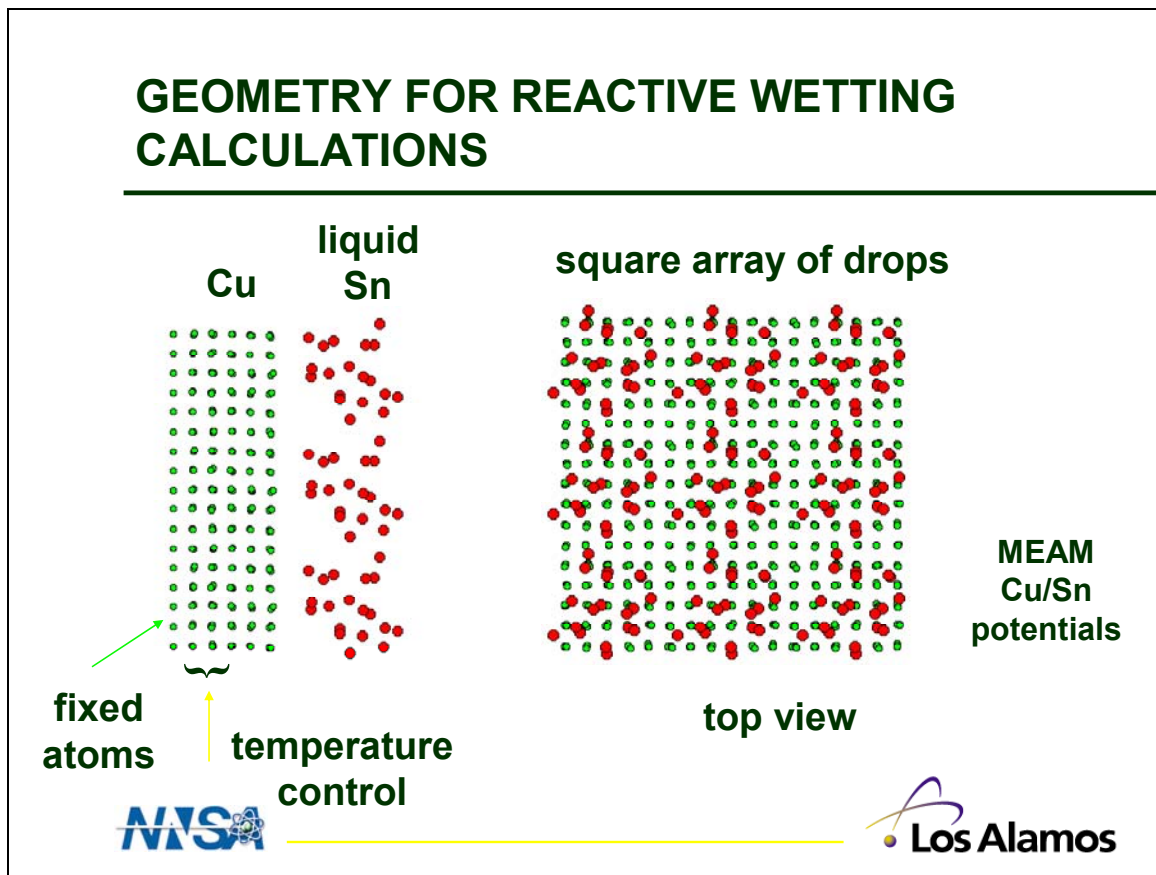 GEOMETRY FOR REACTIVE WETTING
CALCULATIONS
Cu
liquid
Sn
square array of drops
MEAM
Cu/Sn
potentials
fixed
atoms
temperature
control
top view
NNSA
Los Alamos